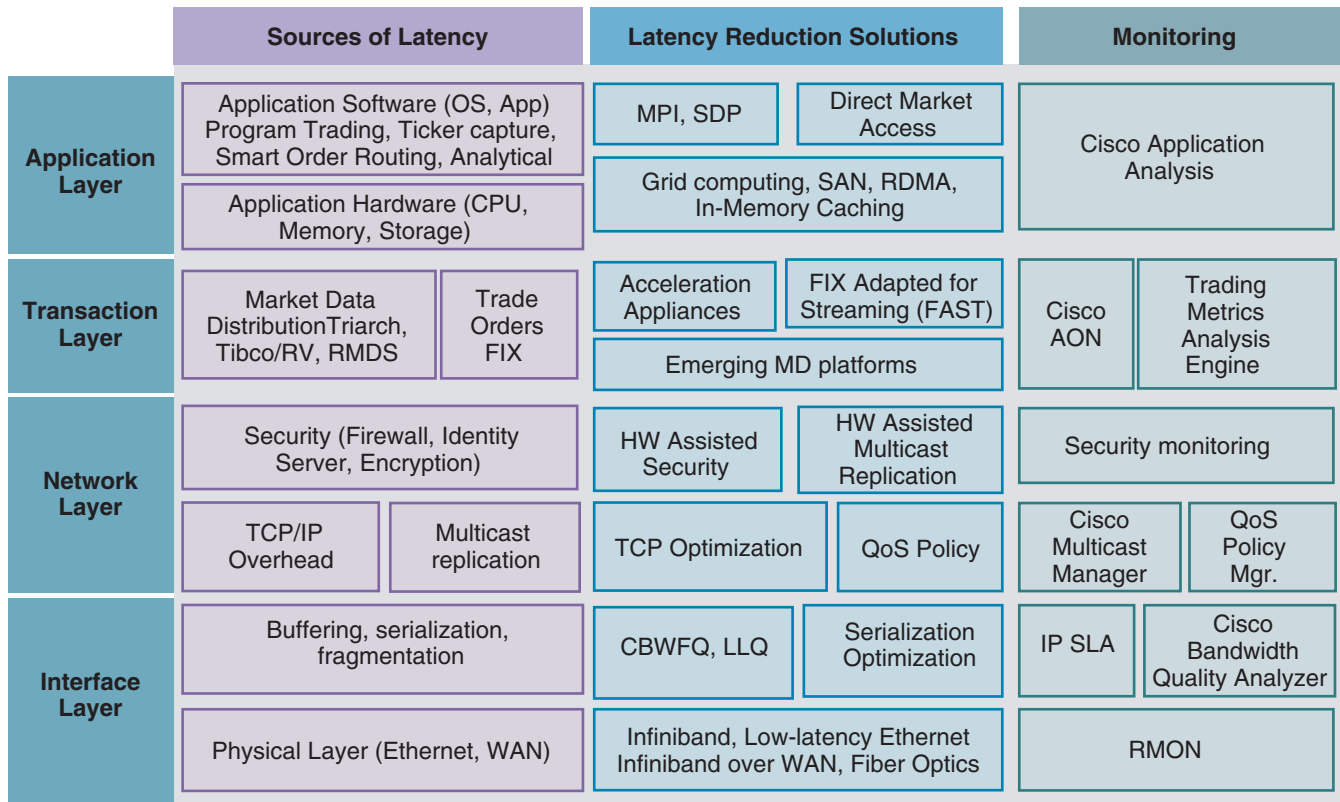 Sources of Latency
Latency Reduction Solutions
Monitoring
Application
Layer
Application Software (OS, App)
Program Trading, Ticker capture,
Smart Order Routing, Analytical
Application Hardware (CPU,
Memory, Storage)
MPI, SDP
Direct Market
Access
Grid computing, SAN, RDMA,
In-Memory Caching
Cisco Application
Analysis
Transaction
Layer
Market Data
DistributionTriarch,
Tibco/RV, RMDS
Trade
Orders
FIX
Acceleration
Appliances
FIX Adapted for
Streaming (FAST)
Emerging MD platforms
Cisco
AON
Trading
Metrics
Analysis
Engine
Network
Layer
Security (Firewall, Identity
Server, Encryption)
TCP/IP
Overhead
Multicast
replication
HW Assisted
Security
HW Assisted
Multicast
Replication
TCP Optimization
QoS Policy
Security monitoring
Cisco
Multicast
Manager
QoS
Policy
Mgr.
Interface
Layer
Buffering, serialization,
fragmentation
Physical Layer (Ethernet, WAN)
CBWFQ, LLQ
Serialization
Optimization
Infiniband, Low-latency Ethernet
Infiniband over WAN, Fiber Optics
IP SLA
Cisco
Bandwidth
Quality Analyzer
RMON